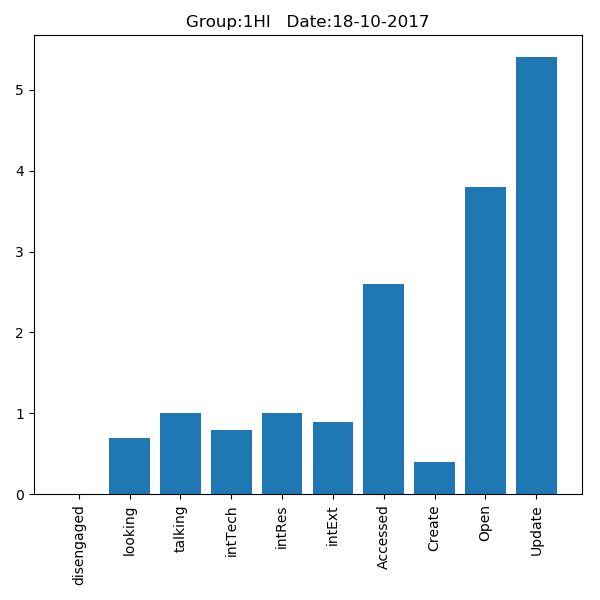 Group:1HI   Date:18-10-2017
5
4
3
2
1
0
disengaged
looking
talking
intTech
intRes
intExt
Accessed
Create
Open
Update